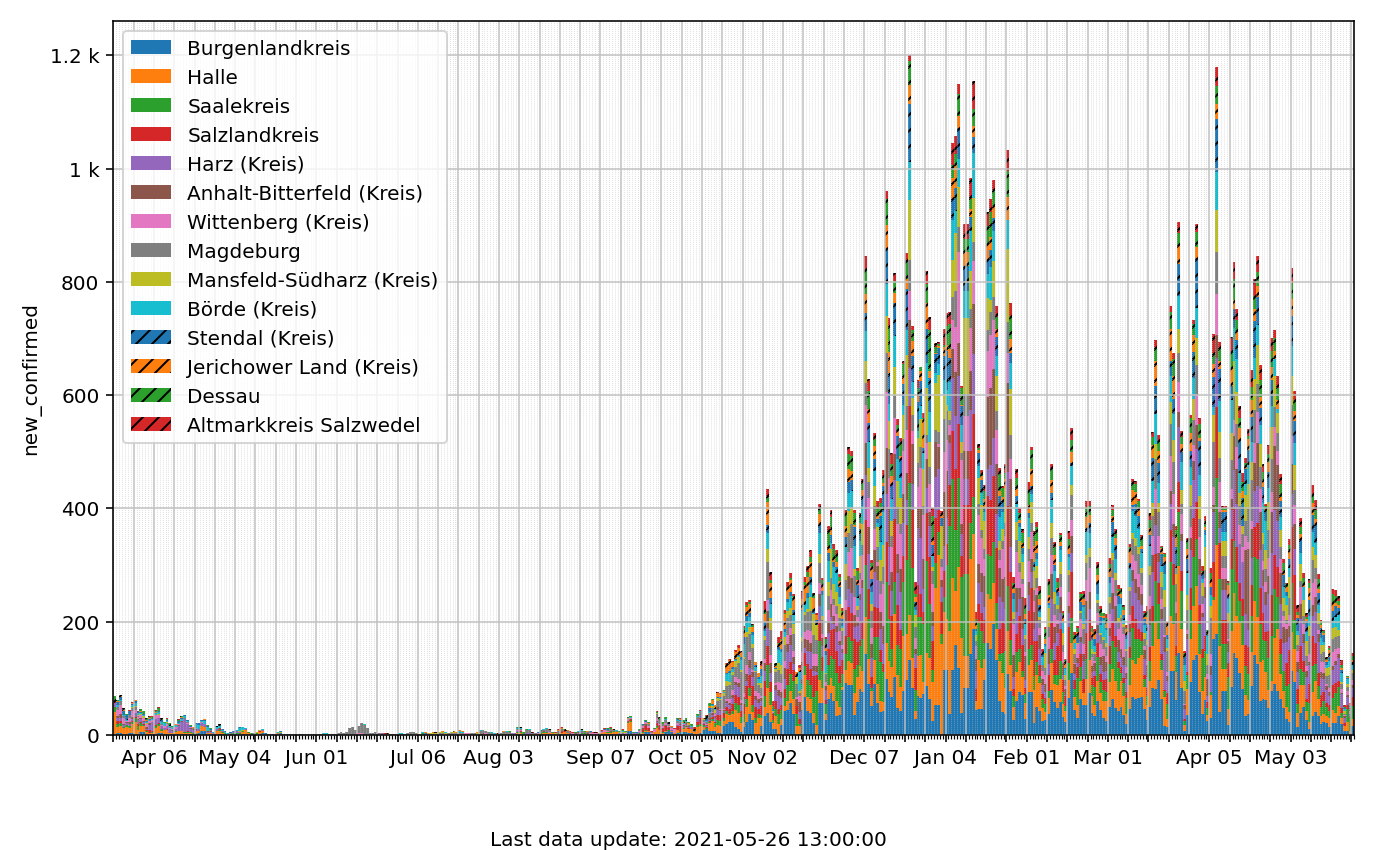 1.2 k
1 k
800
600
400
200
0
new_confirmed
Burgenlandkreis
Halle
Saalekreis
Salzlandkreis
Harz (Kreis)
Anhalt-Bitterfeld (Kreis)
Wittenberg (Kreis)
Magdeburg
Mansfeld-Südharz (Kreis)
Börde (Kreis)
Stendal (Kreis)
Jerichower Land (Kreis)
Dessau
Altmarkkreis Salzwedel
Apr 06 May 04 Jun 01 Jul 06 Aug 03 Sep 07 Oct 05 Nov 02 Dec 07 Jan 04 Feb 01 Mar 01 Apr 05 May 03
Last data update: 2021-05-26 13:00:00